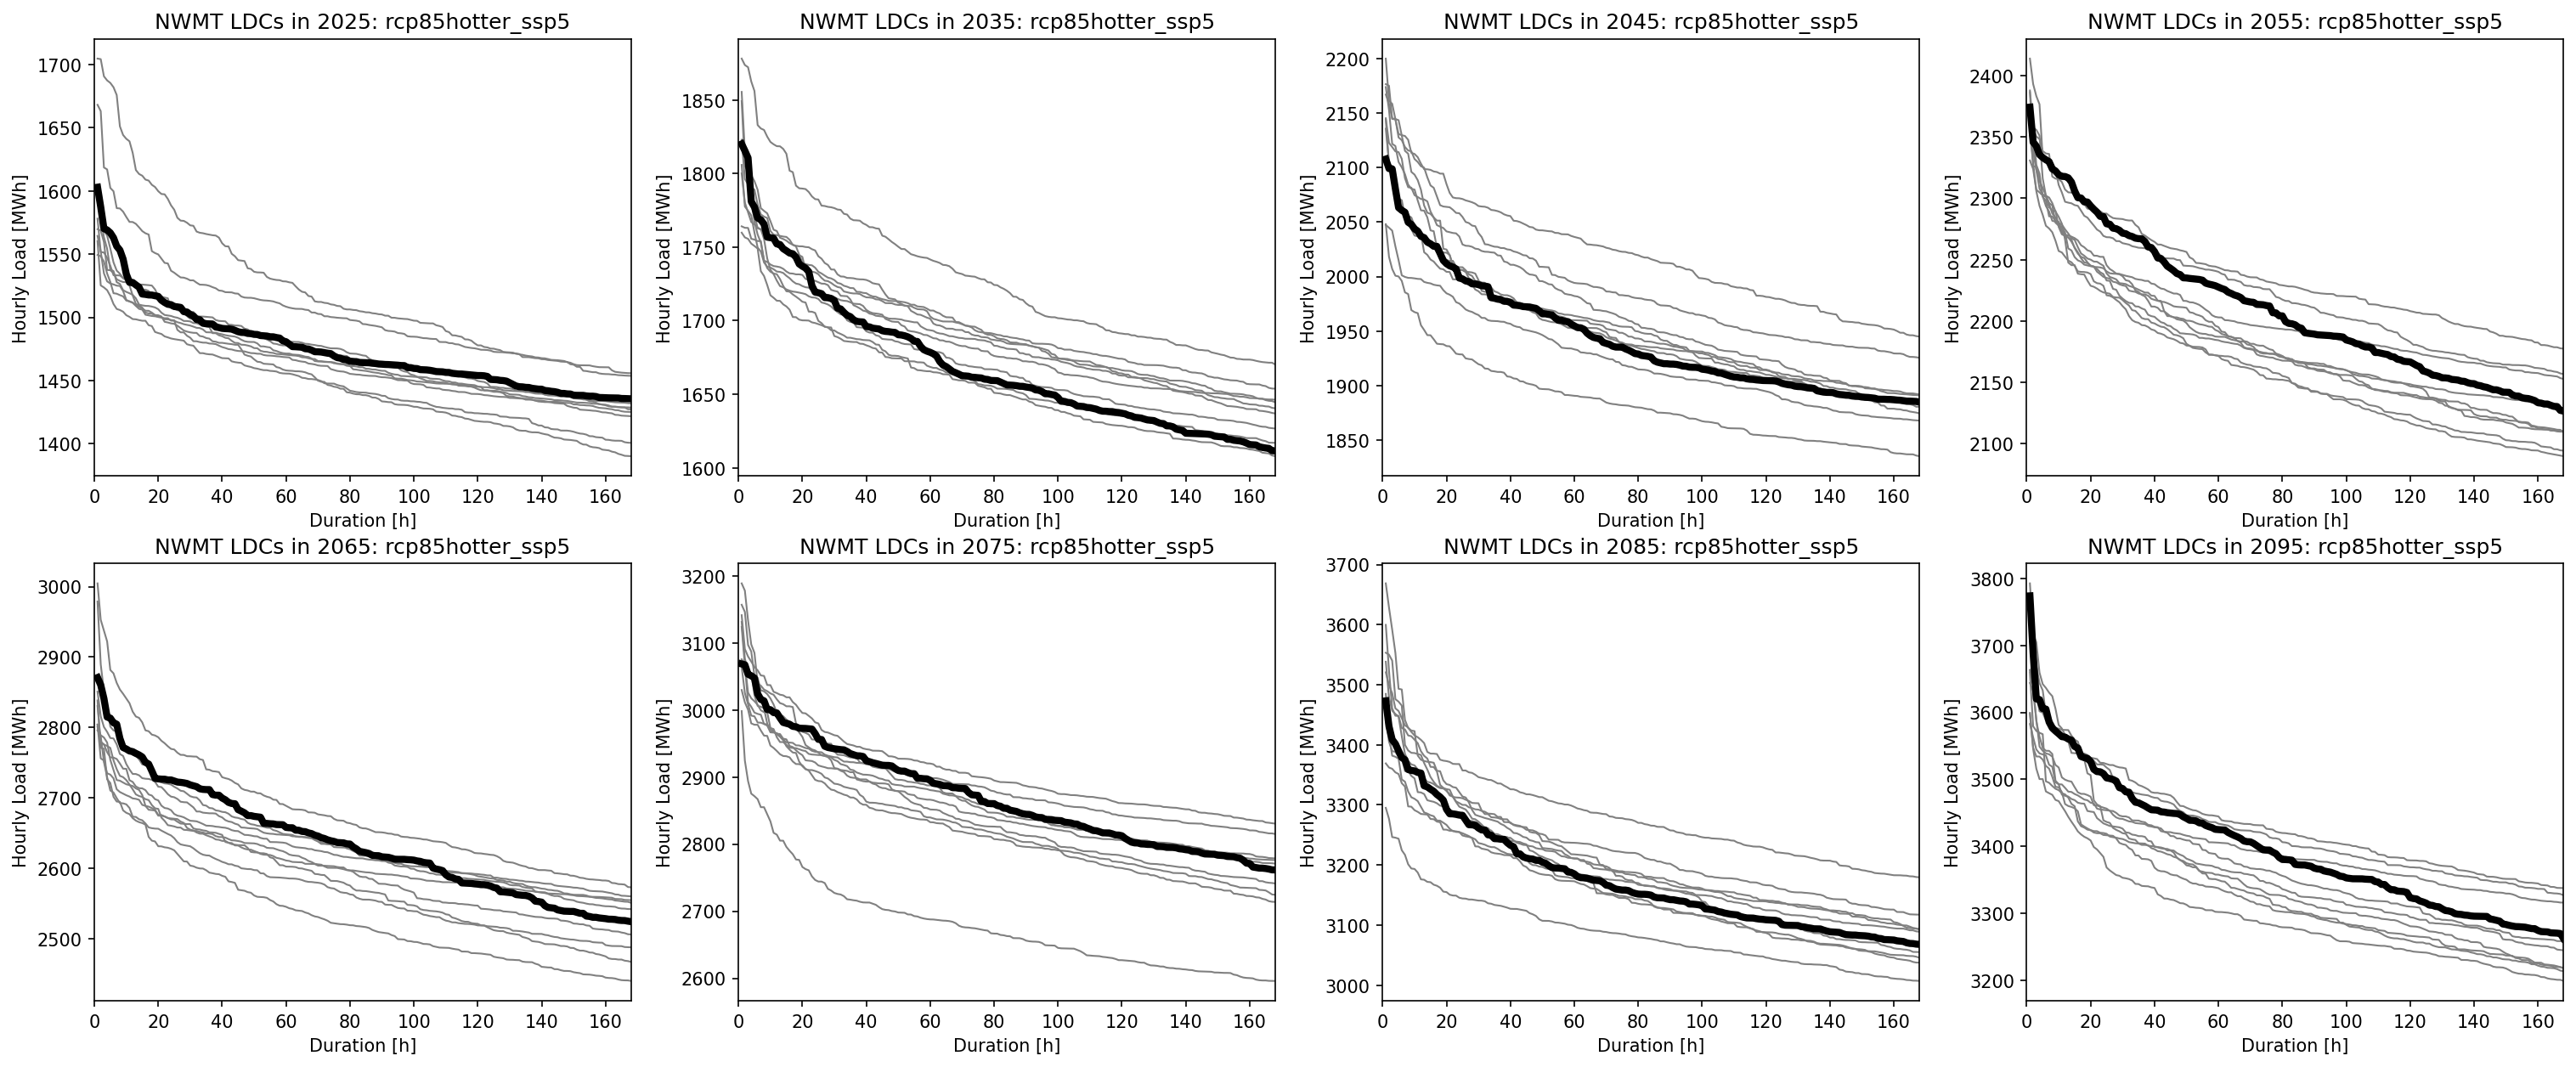 NWMT LDCs in 2025: rcp85hotter_ssp5
Hourly Load [MWh]
1700
1650
1600
1550
1500
1450
1400
0 20 40 60 80 100 120 140 160
Duration [h]
NWMT LDCs in 2035: rcp85hotter_ssp5
Hourly Load [MWh]
1850
1800
1750
1700
1650
1600
0 20 40 60 80 100 120 140 160
Duration [h]
NWMT LDCs in 2045: rcp85hotter_ssp5
Hourly Load [MWh]
2200
2150
2100
2050
2000
1950
1900
1850
0 20 40 60 80 100 120 140 160
Duration [h]
NWMT LDCs in 2055: rcp85hotter_ssp5
Hourly Load [MWh]
2400
2350
2300
2250
2200
2150
2100
0 20 40 60 80 100 120 140 160
Duration [h]
NWMT LDCs in 2065: rcp85hotter_ssp5
Hourly Load [MWh]
3000
2900
2800
2700
2600
2500
0 20 40 60 80 100 120 140 160
Duration [h]
NWMT LDCs in 2075: rcp85hotter_ssp5
Hourly Load [MWh]
3200
3100
3000
2900
2800
2700
2600
0 20 40 60 80 100 120 140 160
Duration [h]
NWMT LDCs in 2085: rcp85hotter_ssp5
Hourly Load [MWh]
3700
3600
3500
3400
3300
3200
3100
3000
0 20 40 60 80 100 120 140 160
Duration [h]
NWMT LDCs in 2095: rcp85hotter_ssp5
Hourly Load [MWh]
3800
3700
3600
3500
3400
3300
3200
0 20 40 60 80 100 120 140 160
Duration [h]